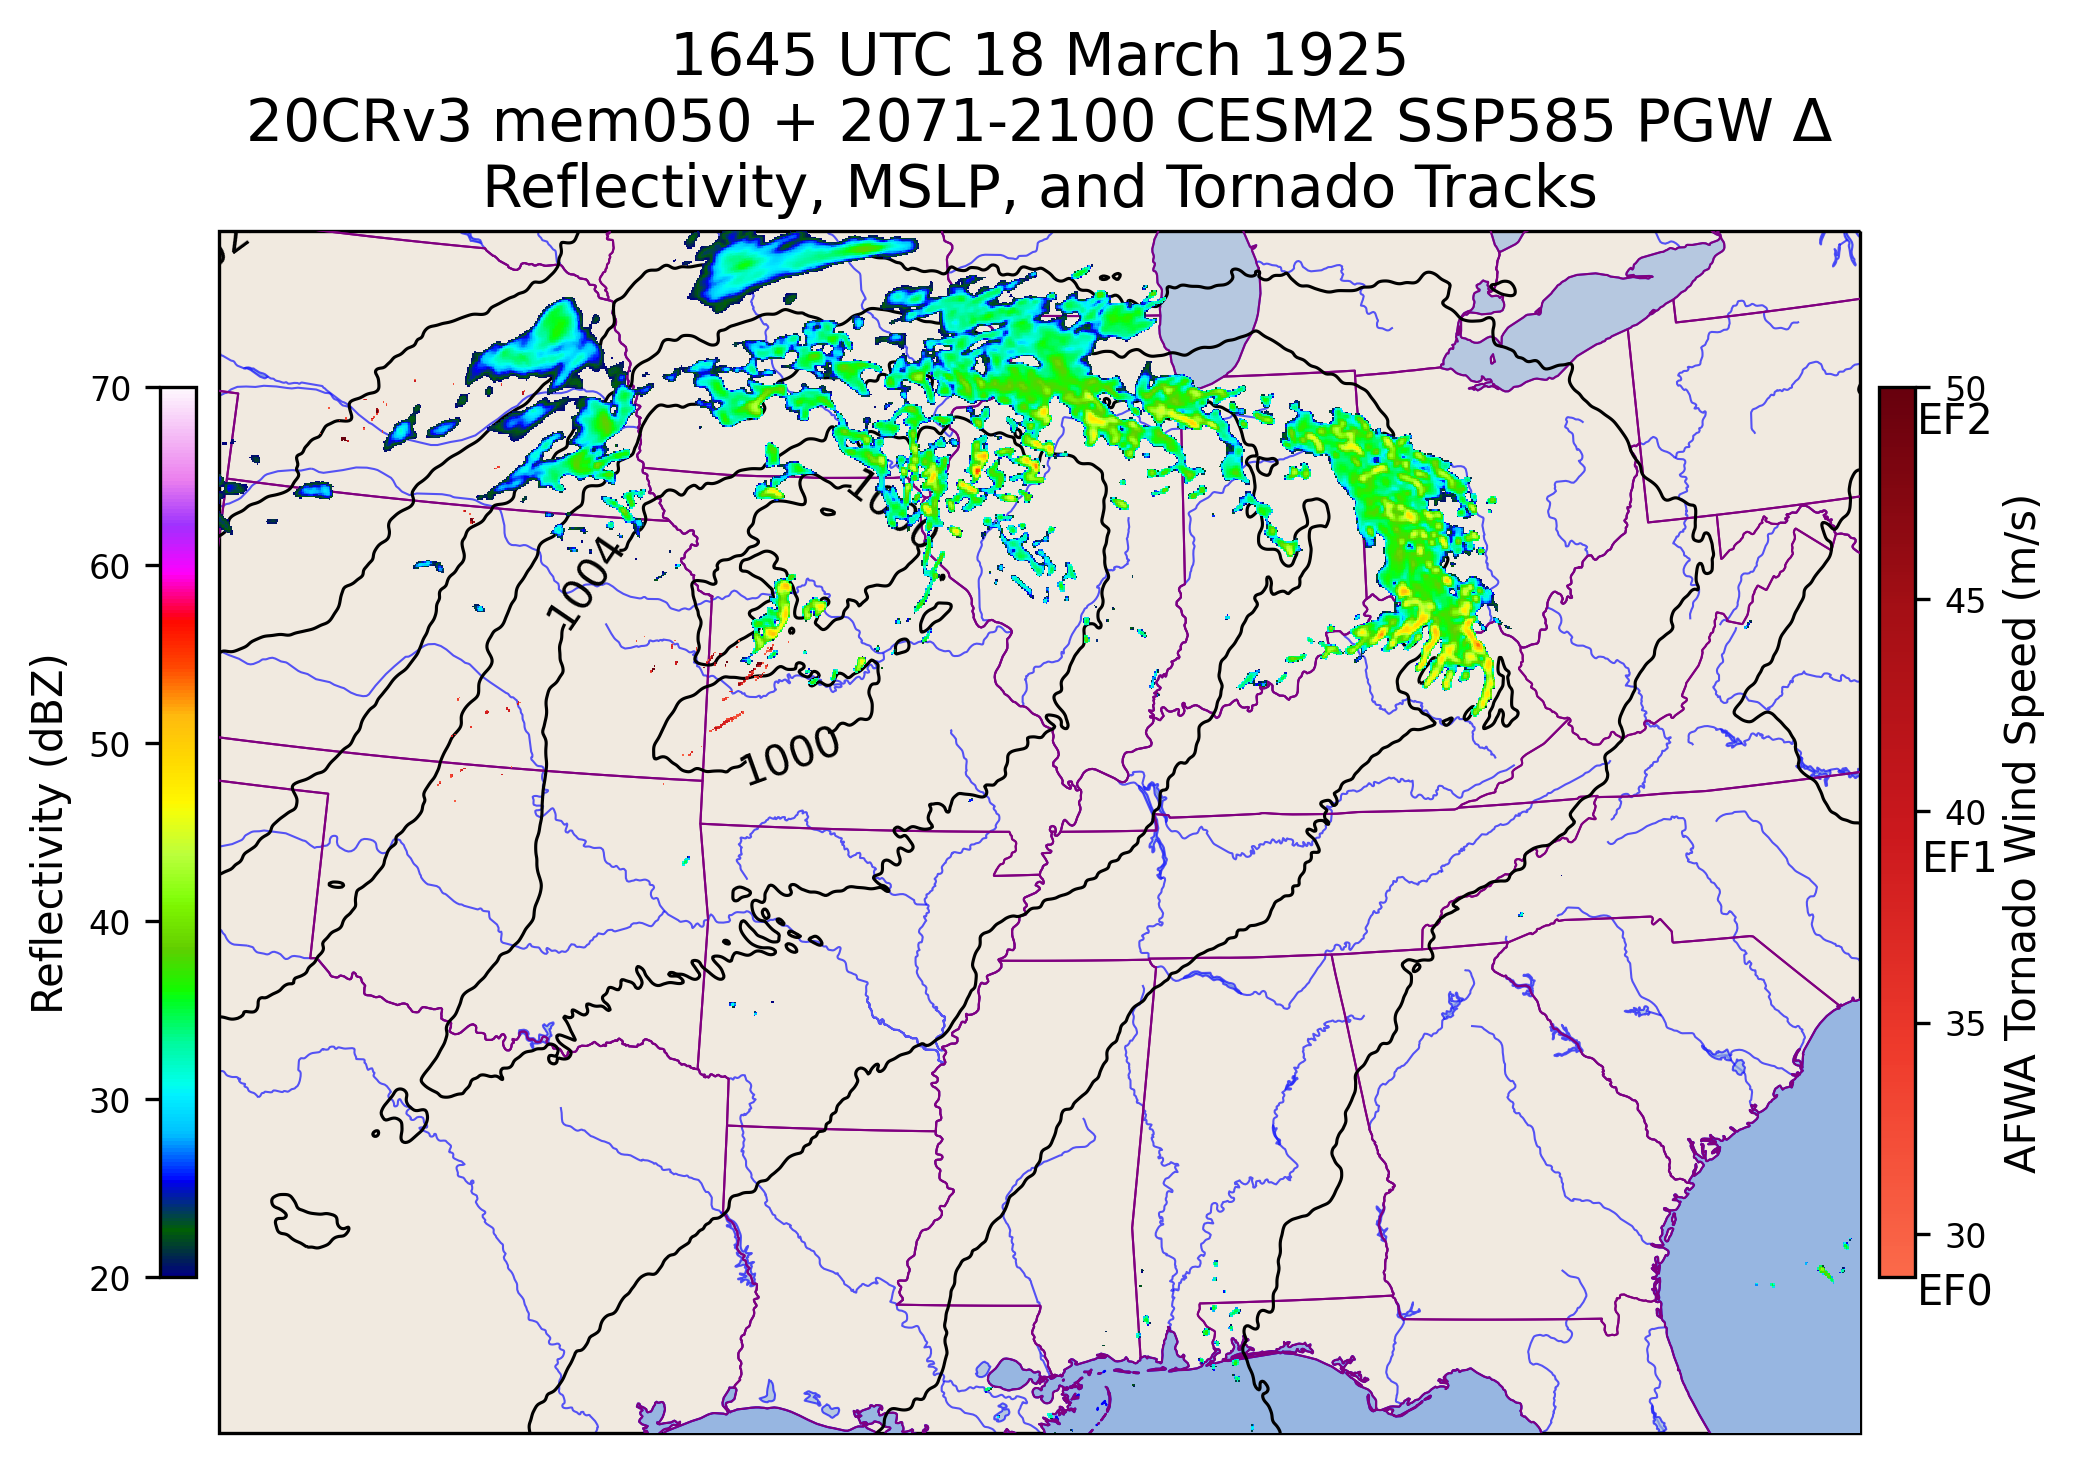 1645 UTC 18 March 1925
20CRv3 mem050 + 2071-2100 CESM2 SSP585 PGW Δ
Reflectivity, MSLP, and Tornado Tracks
Reflectivity (dBZ)
70
60
50
40
30
20
1004
1000
50
EF2
45
40
EF1
35
30
EF0
AFWA Tornado Wind Speed (m/s)